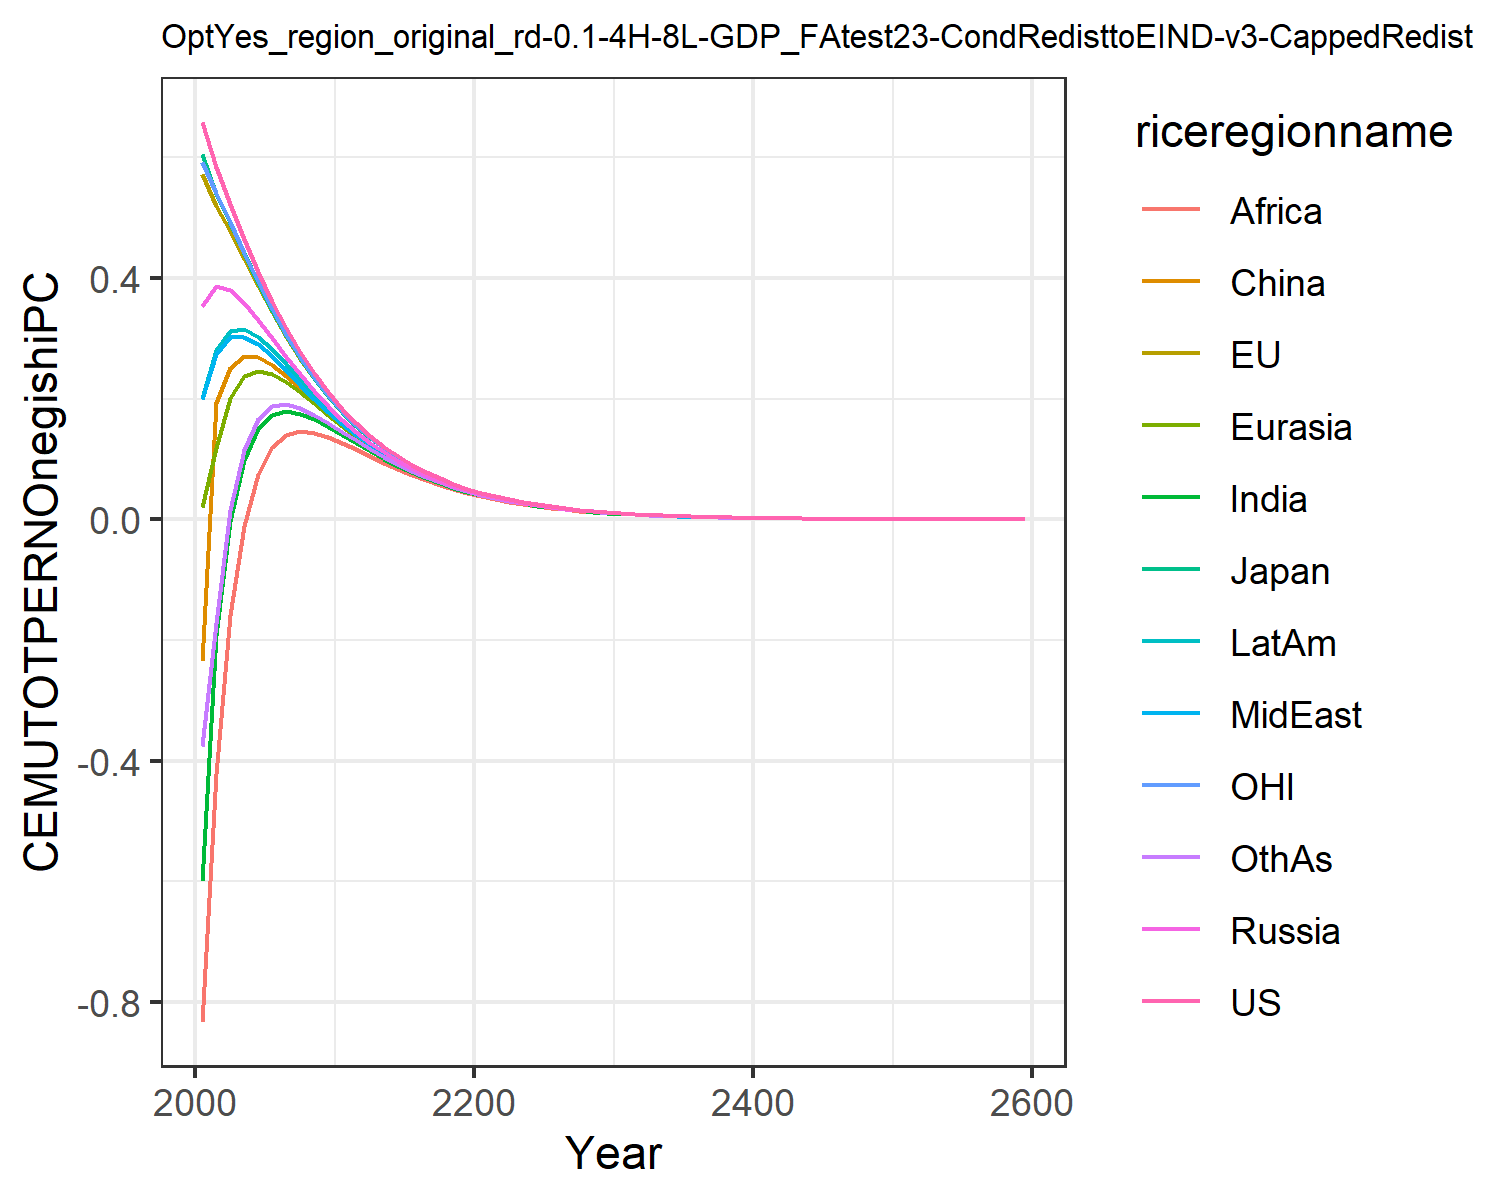 OptYes_region_original_rd-0.1-4H-8L-GDP_FAtest23-CondRedisttoEIND-v3-CappedRedist
CEMUTOTPERNOnegishiPC
0.4
0.0
-0.4
-0.8
2000
2200
2400
2600
Year
riceregionname
Africa
China
EU
Eurasia
India
Japan
LatAm
MidEast
OHI
OthAs
Russia
US